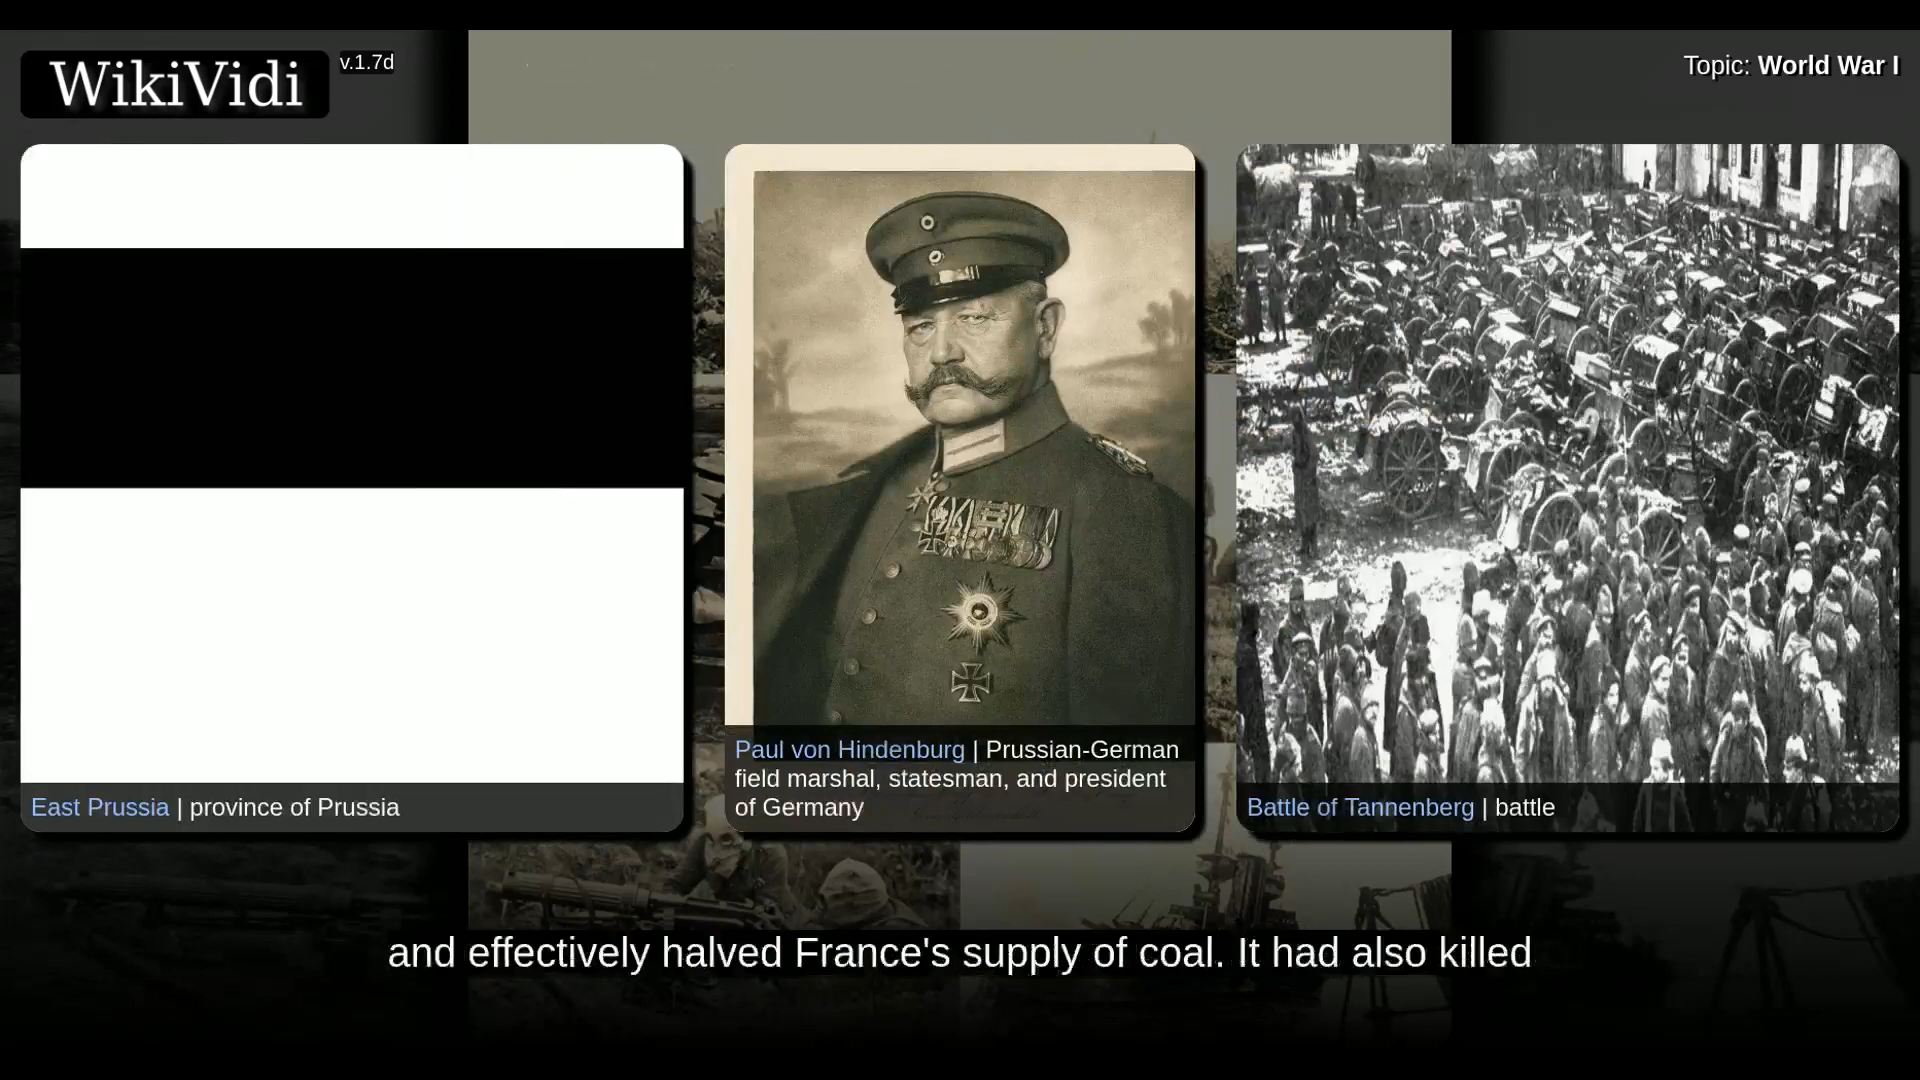 WikiVidi
v.1.7d
Topic: World War I
East Prussia | province of Prussia
Paul von Hindenburg | Prussian-German
field marshal, statesman, and president
of Germany
Battle of Tannenberg | battle
and effectively halved France's supply of coal. It had also killed